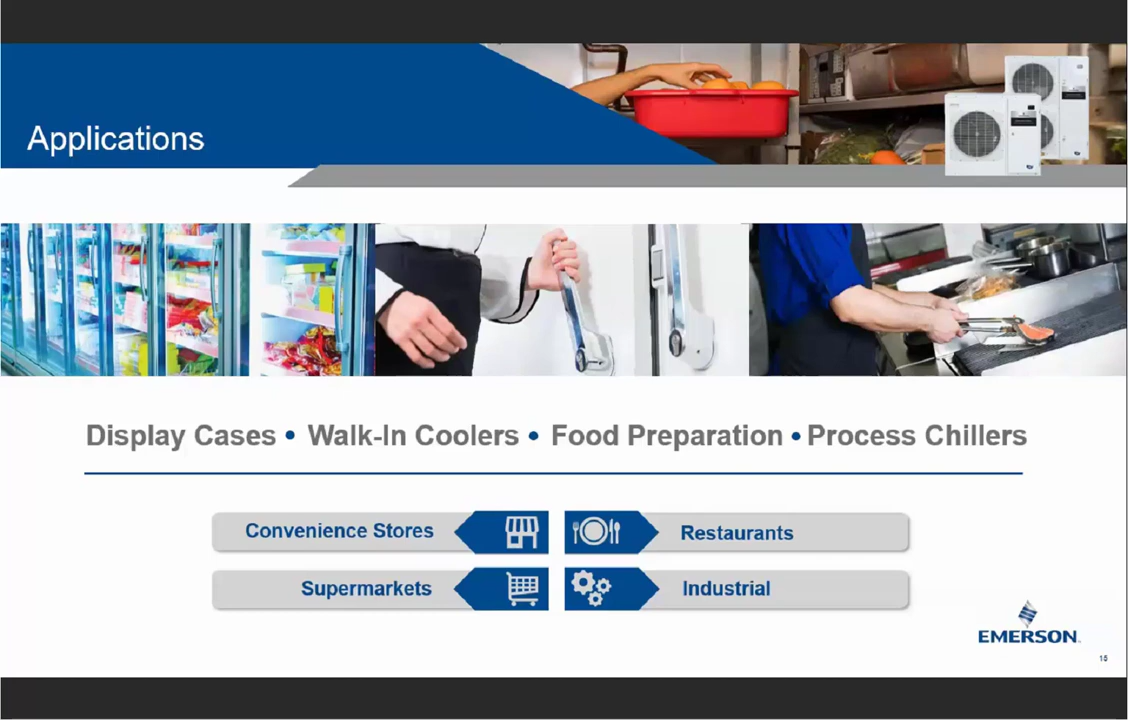 Applications
Display Cases • Walk-In Coolers • Food Preparation • Process Chillers
Convenience Stores
Restaurants
Supermarkets
Industrial
EMERSON
15